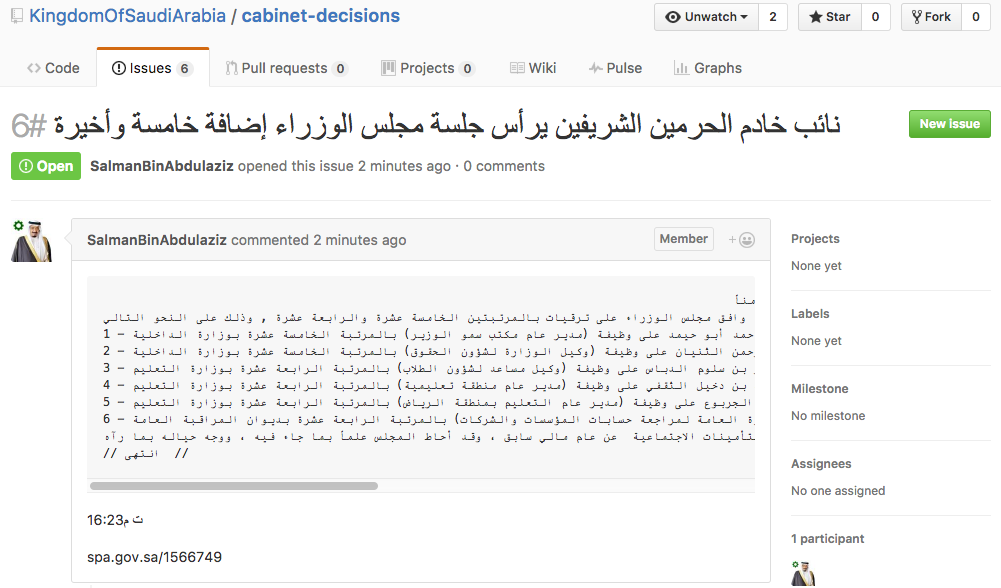 KingdomOfSaudiArabia / cabinet-decisions
Unwatch 2
Star 0
Fork 0
Code
Issues 6
Pull requests 0
Projects 0
Wiki
Pulse
Graphs
نائب خادم الحرمين الشريفين يرأس جلسة مجلس الوزراء إضافة خامسة وأخيرة #6
New issue
Open SalmanBinAbdulaziz opened this issue 2 minutes ago · 0 comments
SalmanBinAbdulaziz commented 2 minutes ago
Member
وافق مجلس الوزراء على ترقيات بالمرتبتين الخامسة عشرة والرابعة عشرة , وذلك على النحو التالي
حمد أبو حيمد على وظيفة (مدير عام مكتب سمو الوزير) بالمرتبة الخامسة عشرة بوزارة الداخلية – 1
حمن الثنيان على وظيفة (وكيل الوزارة لشؤون الحقوق) بالمرتبة الخامسة عشرة بوزارة الداخلية – 2
بن سلوم الدباس على وظيفة (وكيل مساعد لشؤون الطلاب) بالمرتبة الرابعة عشرة بوزارة التعليم – 3
بن دخيل الثقفي على وظيفة (مدير عام منطقة تعليمية) بالمرتبة الرابعة عشرة بوزارة التعليم – 4
الجربوع على وظيفة (مدير عام التعليم بمنطقة الرياض) بالمرتبة الرابعة عشرة بوزارة التعليم – 5
ة العامة لمراجعة حسابات المؤسسات والشركات) بالمرتبة الرابعة عشرة بديوان المراقبة العامة – 6
تأمينات الاجتماعية عن عام مالي سابق ، وقد أحاط المجلس علماً بما جاء فيه ، ووجه حياله بما رآه
// انتهى //
16:23ت م
spa.gov.sa/1566749
Projects
None yet
Labels
None yet
Milestone
No milestone
Assignees
No one assigned
1 participant